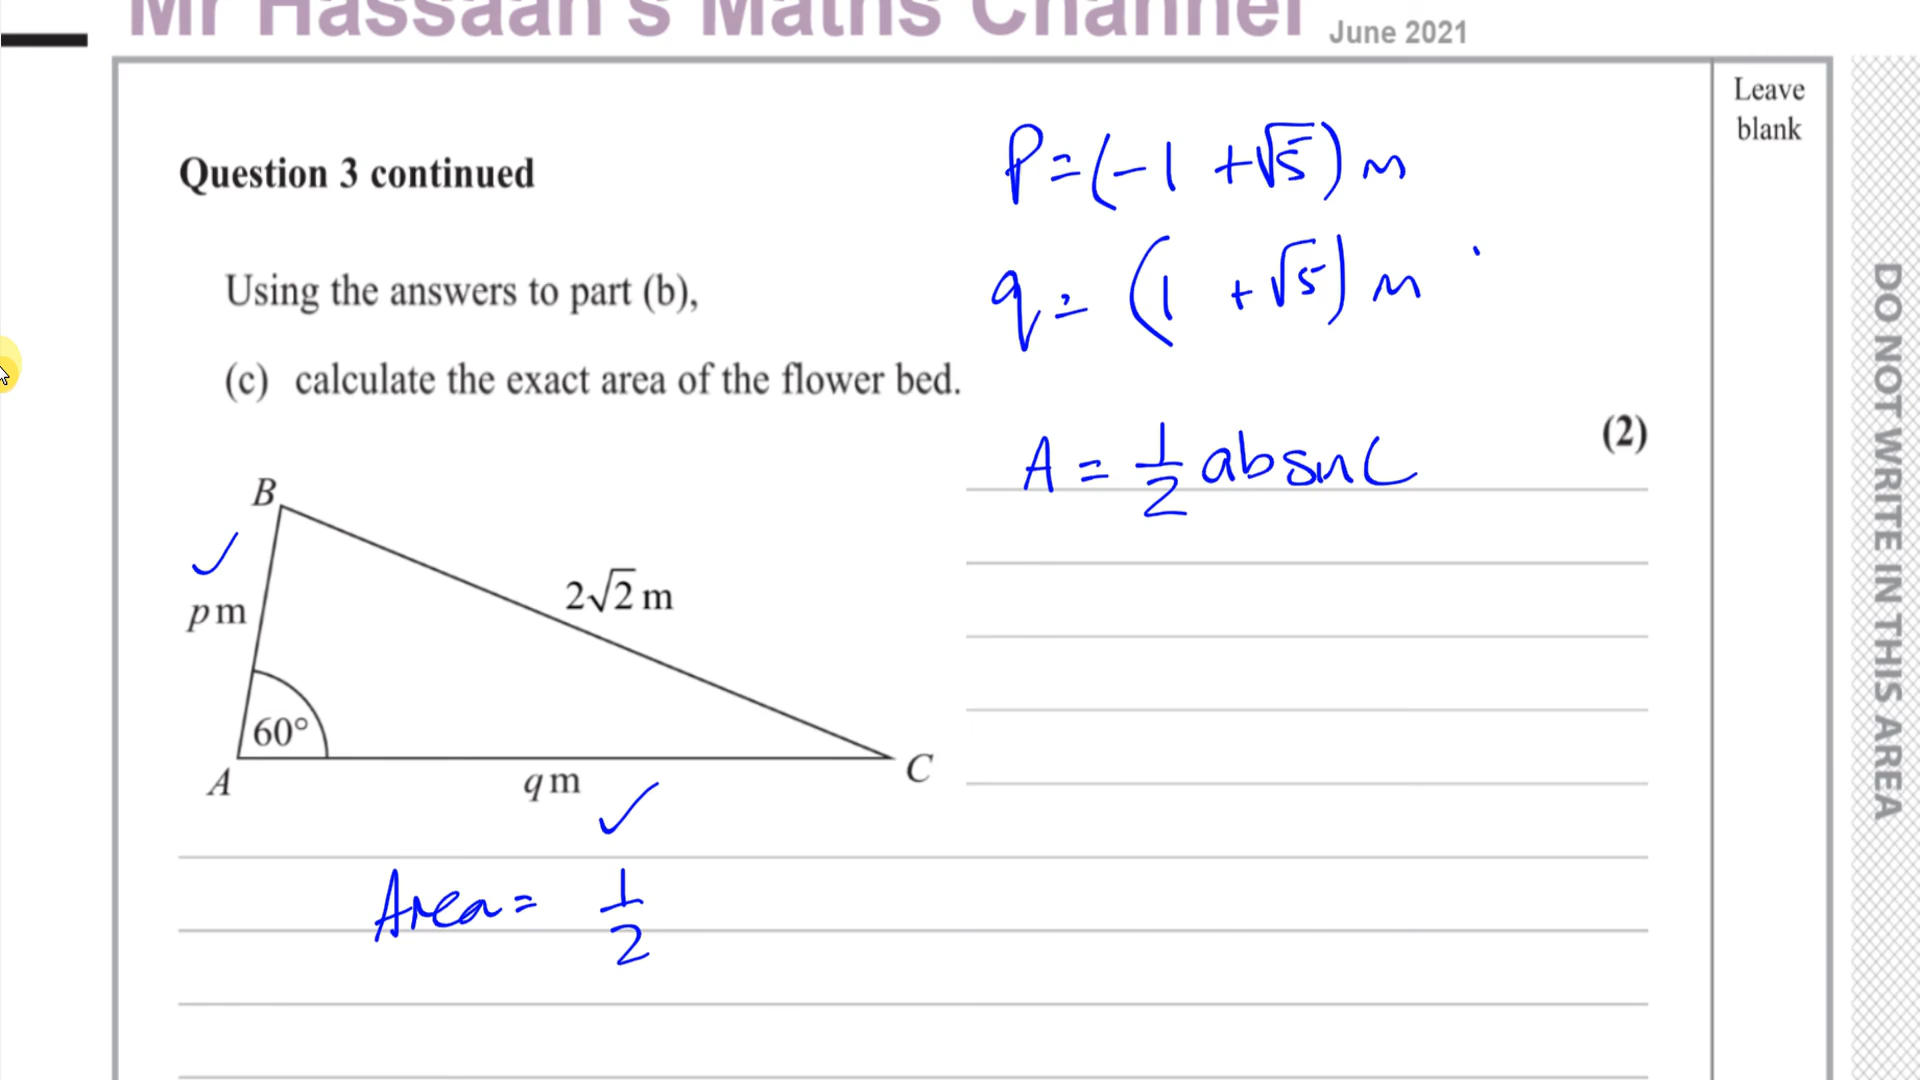 Mr Hassaan's Maths Channel
June 2021
Leave
blank
Question 3 continued
P = (-1 + √5) m
q = (1 + √5) m
Using the answers to part (b),
(c) calculate the exact area of the flower bed.
(2)
A = 1/2 ab sin C
B
p m
2√2 m
60°
A
q m
C
Area = 1/2
DO NOT WRITE IN THIS AREA